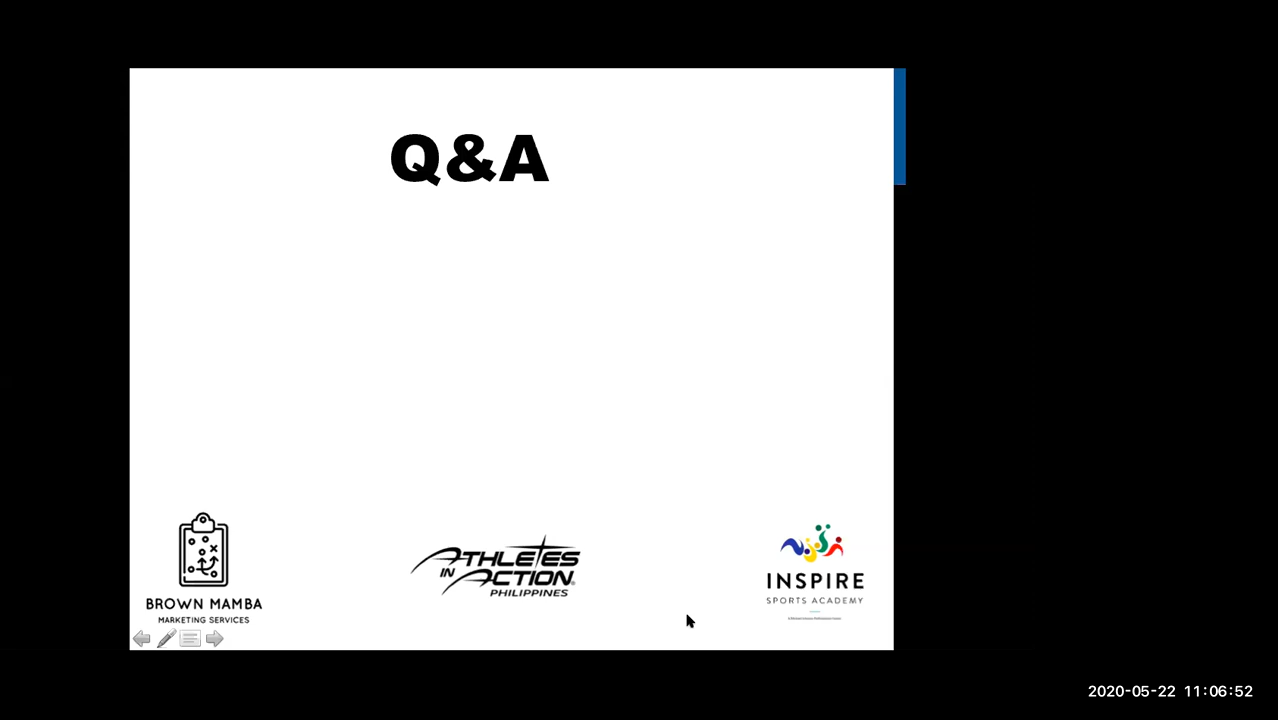 Q&A
BROWN MAMBA
MARKETING SERVICES
ATHLETES
IN ACTION
PHILIPPINES
INSPIRE
SPORTS ACADEMY
2020-05-22 11:06:52